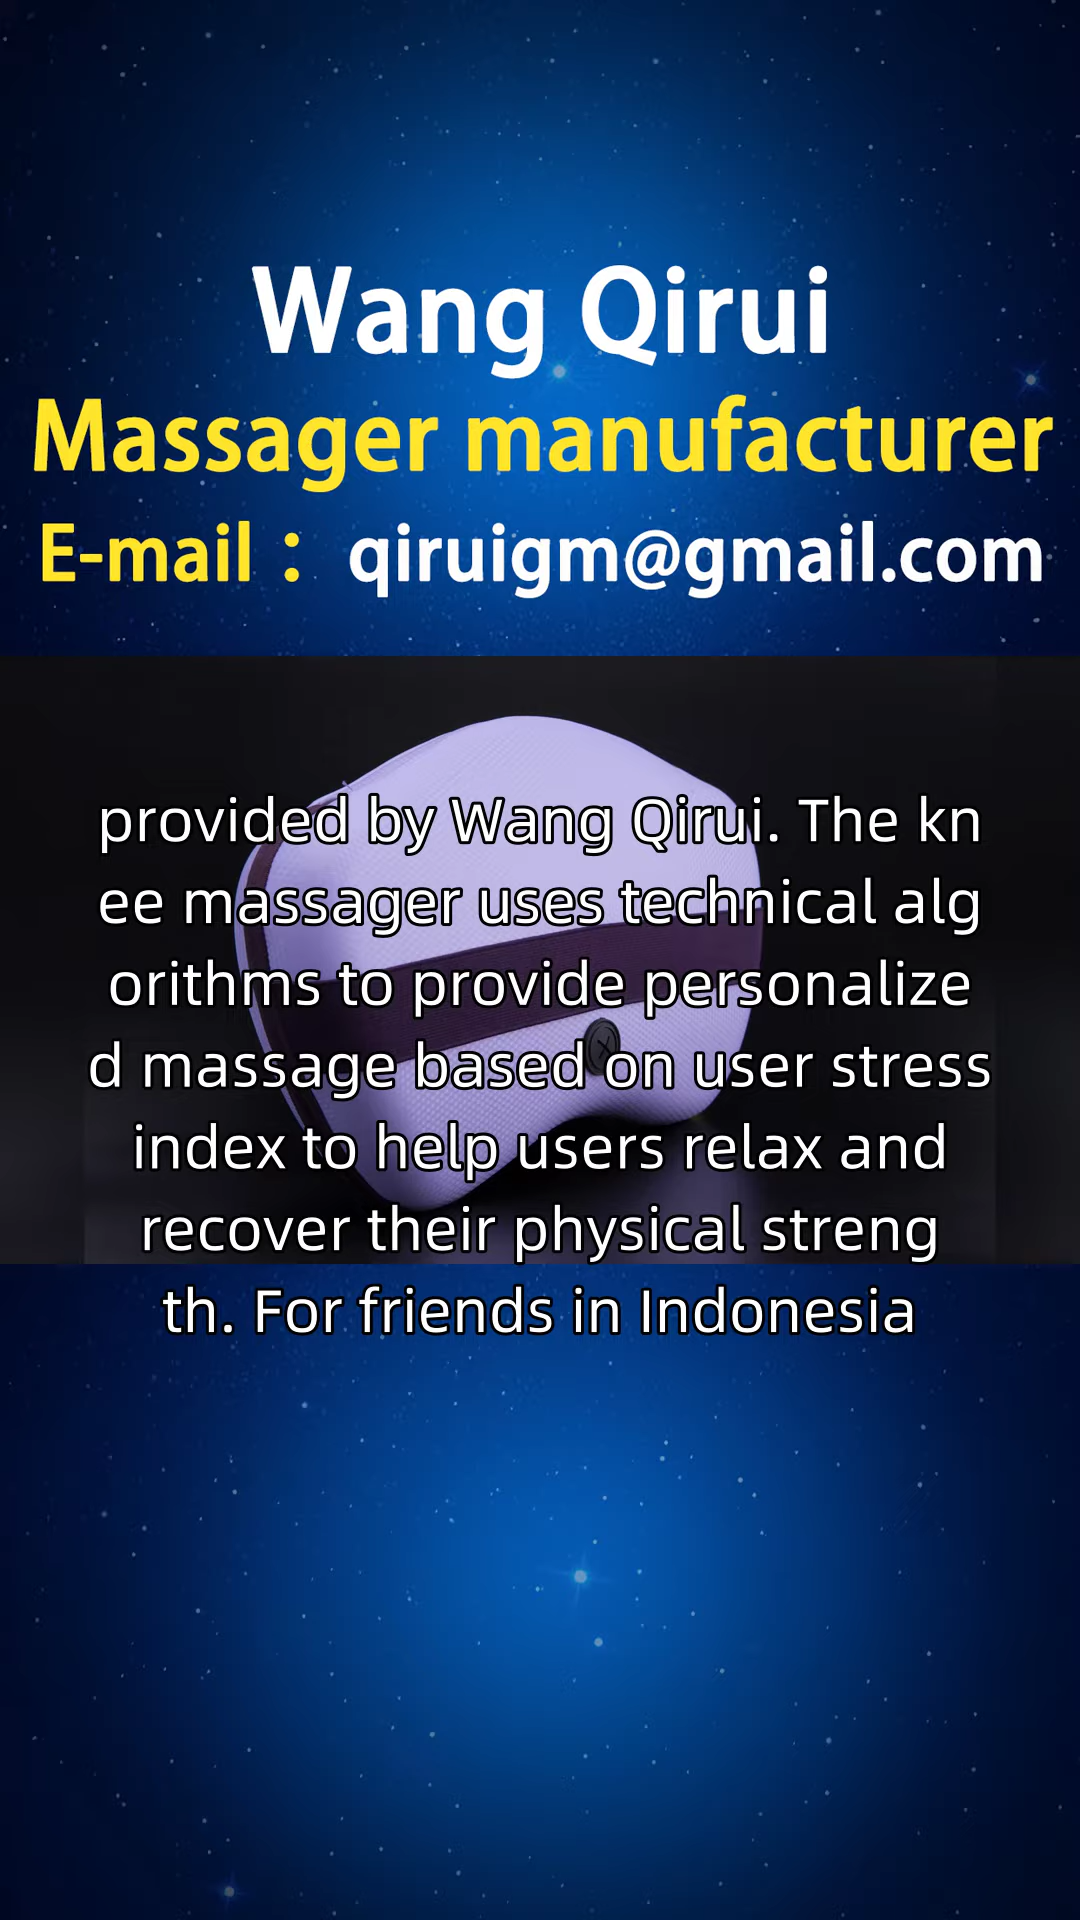 Wang Qirui
Massager manufacturer
E-mail： qiruigm@gmail.com
provided by Wang Qirui. The kn
ee massager uses technical alg
orithms to provide personalize
d massage based on user stress
index to help users relax and
recover their physical streng
th. For friends in Indonesia